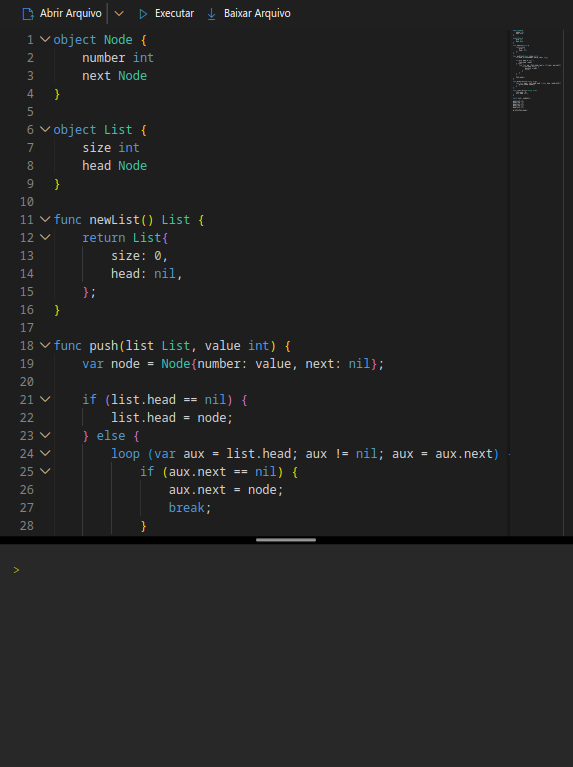 Abrir Arquivo Executar Baixar Arquivo
1 object Node {
2     number int
3     next Node
4 }
5
6 object List {
7     size int
8     head Node
9 }
10
11 func newList() List {
12     return List{
13         size: 0,
14         head: nil,
15     };
16 }
17
18 func push(list List, value int) {
19     var node = Node{number: value, next: nil};
20
21     if (list.head == nil) {
22         list.head = node;
23     } else {
24         loop (var aux = list.head; aux != nil; aux = aux.next)
25             if (aux.next == nil) {
26                 aux.next = node;
27                 break;
28             }
>